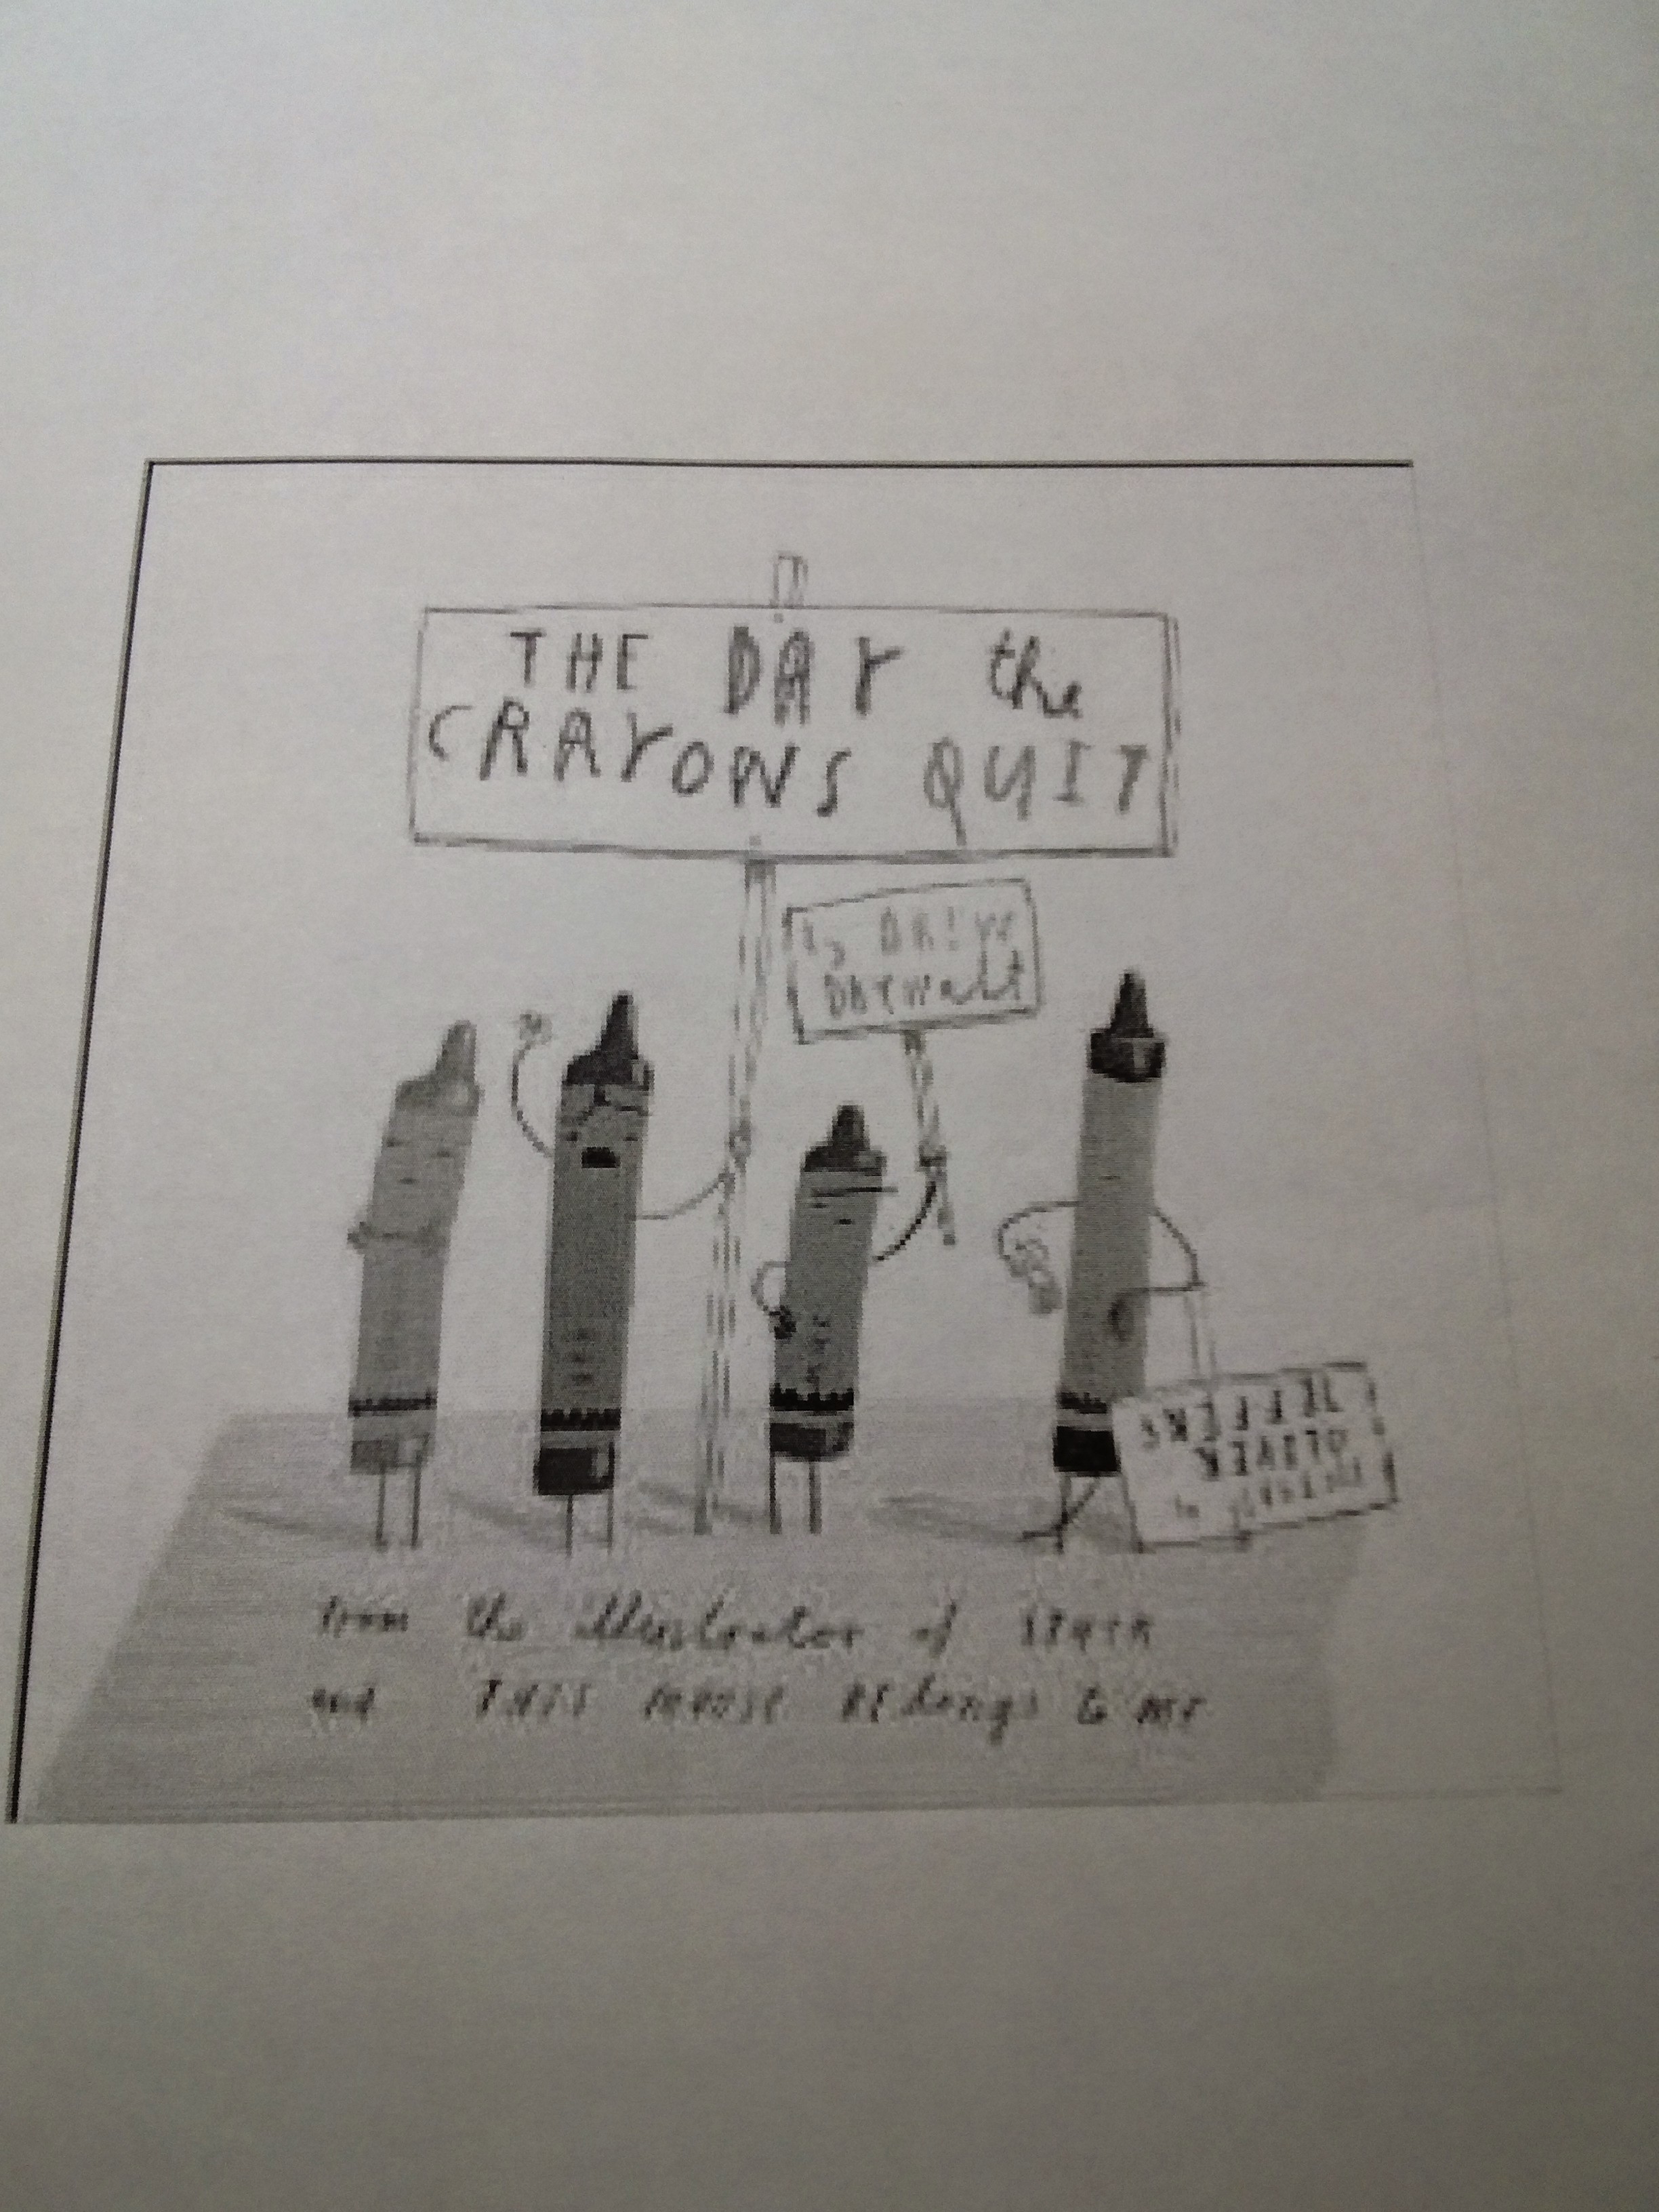 THE DAY the
CRAYONS QUIT
by DREW
DAYWALT
PICTURES by
OLIVER
JEFFERS
from the illustrator of STUCK
and THIS MOOSE BELongs to ME